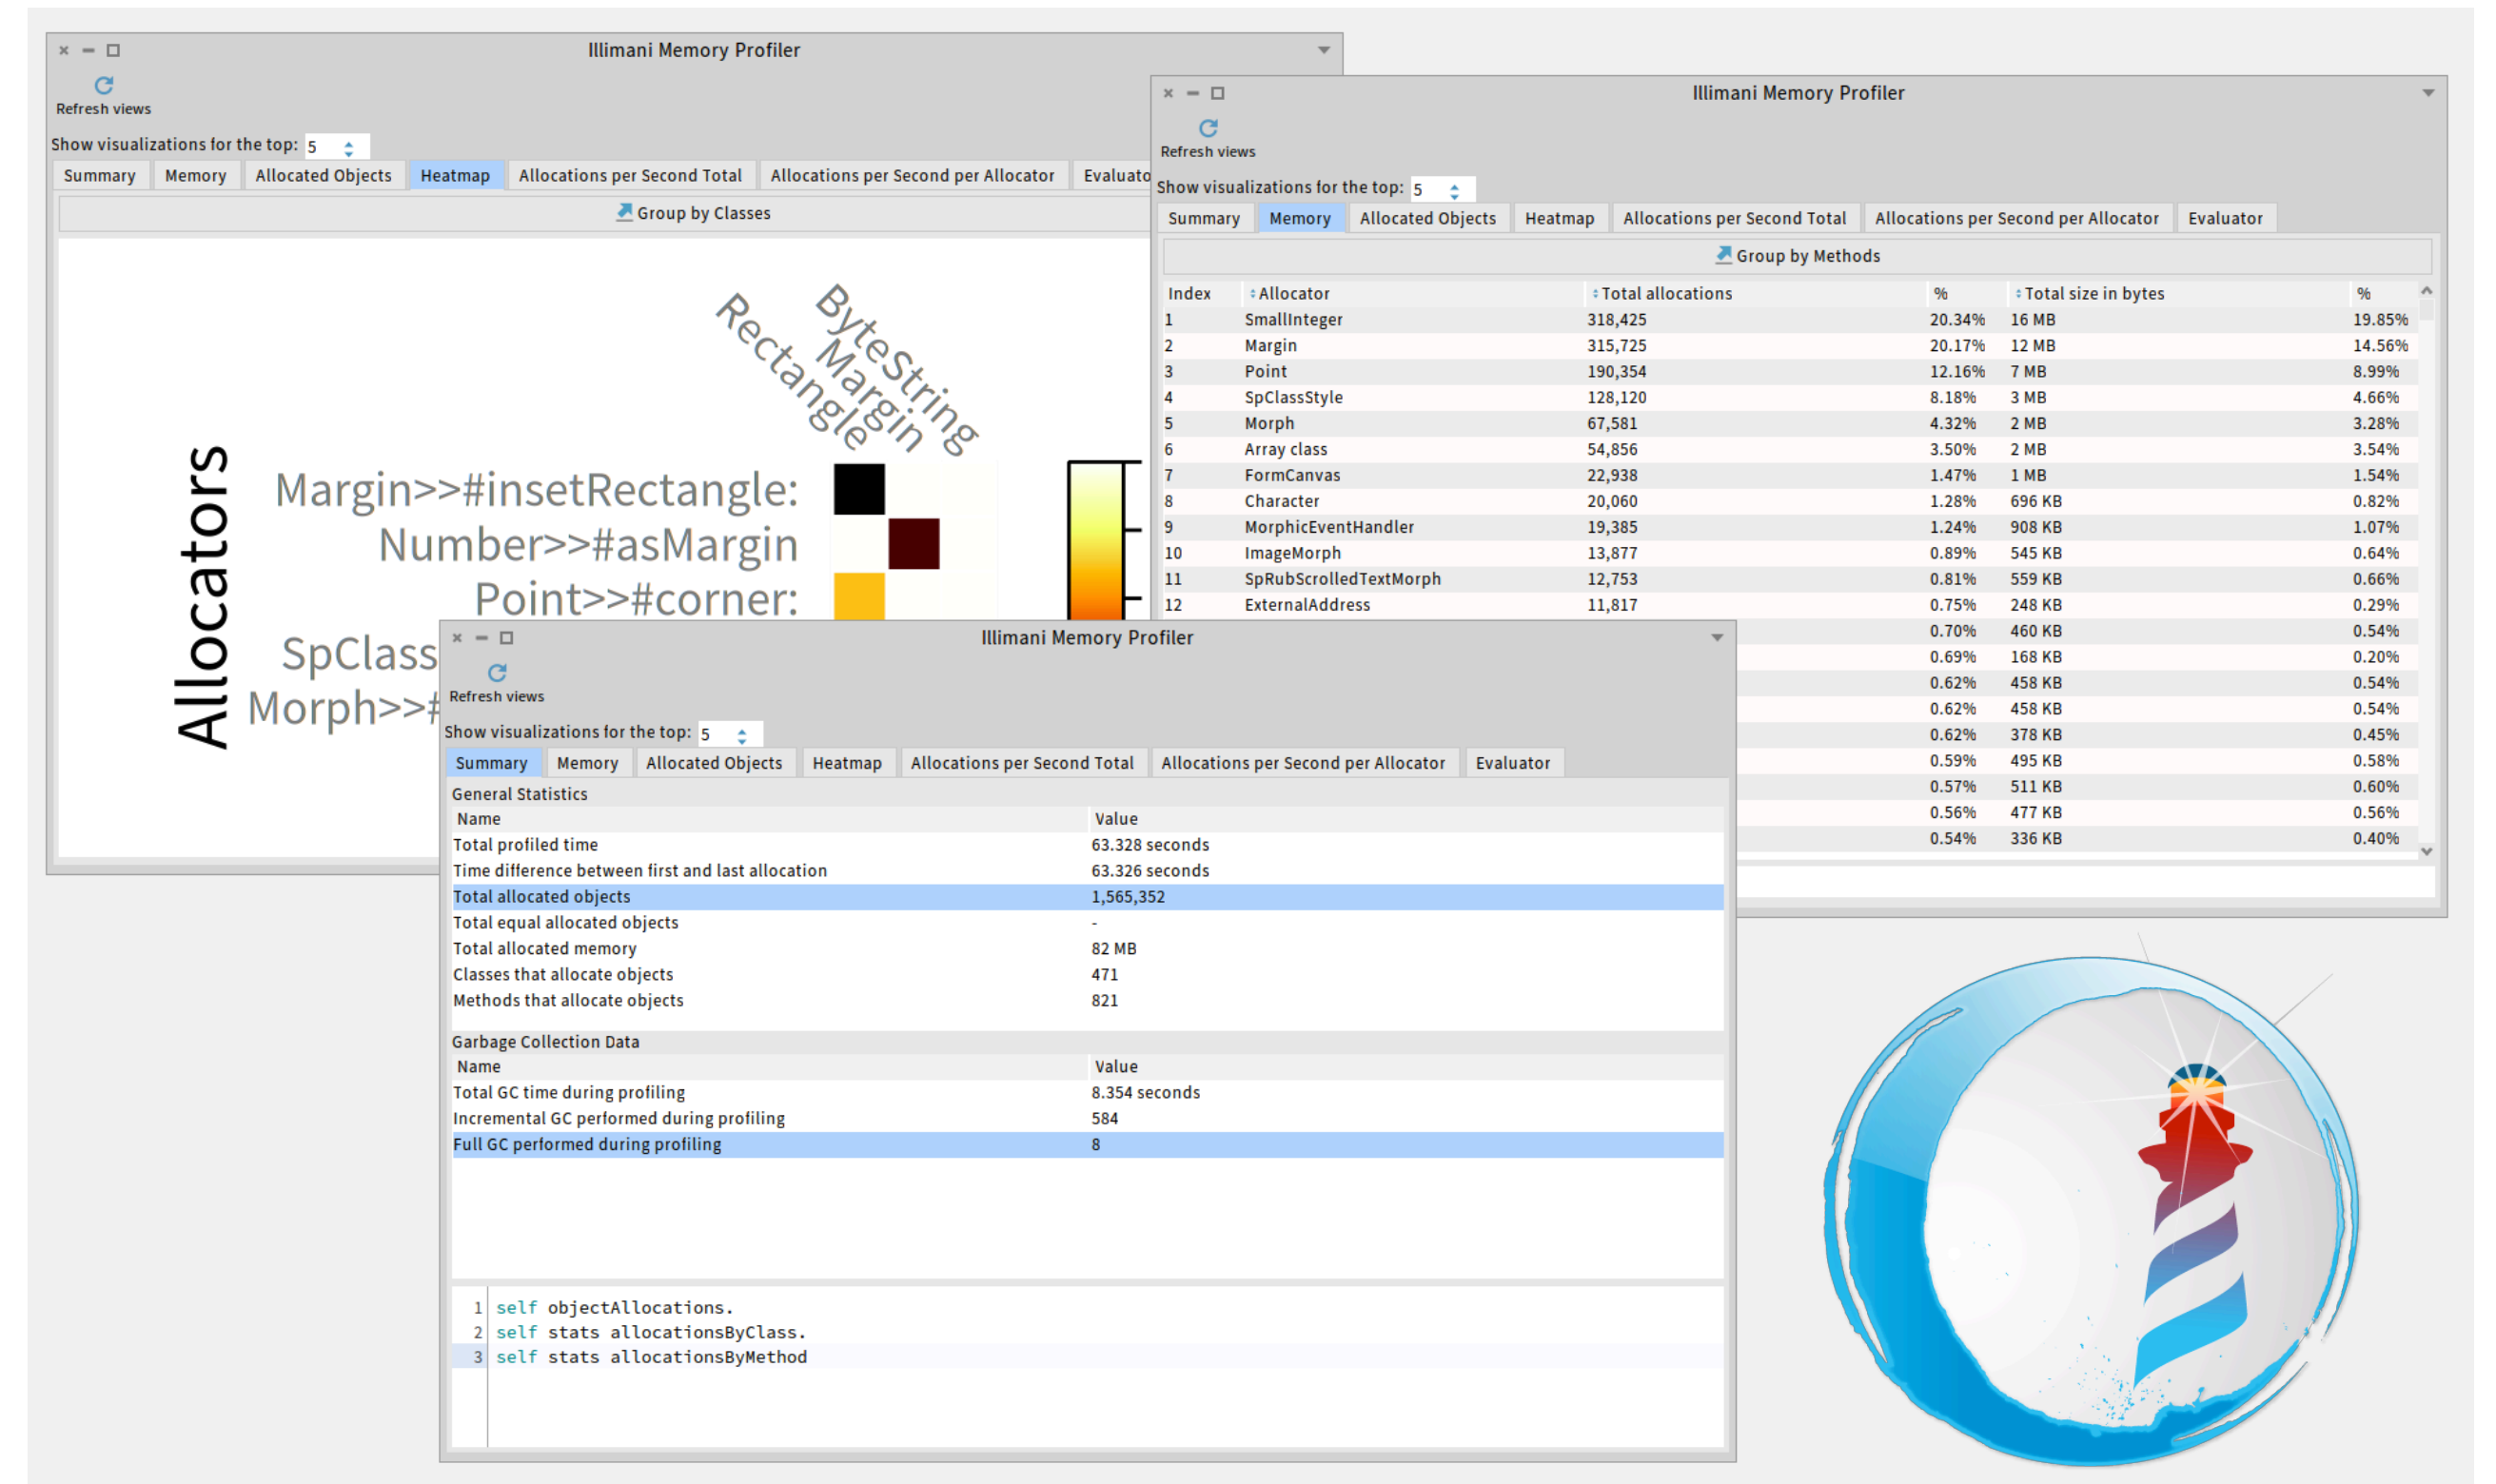 Illimani Memory Profiler
Refresh views
Show visualizations for the top: 5
Summary Memory Allocated Objects Heatmap Allocations per Second Total Allocations per Second per Allocator Evaluato
Group by Classes
Rectangle Margin ByteString
Allocators
Margin>>#insetRectangle:
Number>>#asMargin
Point>>#corner:
SpClass
Morph>>#
Illimani Memory Profiler
Refresh views
Show visualizations for the top: 5
Summary Memory Allocated Objects Heatmap Allocations per Second Total Allocations per Second per Allocator Evaluator
Group by Methods
Index Allocator Total allocations % Total size in bytes %
1 SmallInteger 318,425 20.34% 16 MB 19.85%
2 Margin 315,725 20.17% 12 MB 14.56%
3 Point 190,354 12.16% 7 MB 8.99%
4 SpClassStyle 128,120 8.18% 3 MB 4.66%
5 Morph 67,581 4.32% 2 MB 3.28%
6 Array class 54,856 3.50% 2 MB 3.54%
7 FormCanvas 22,938 1.47% 1 MB 1.54%
8 Character 20,060 1.28% 696 KB 0.82%
9 MorphicEventHandler 19,385 1.24% 908 KB 1.07%
10 ImageMorph 13,877 0.89% 545 KB 0.64%
11 SpRubScrolledTextMorph 12,753 0.81% 559 KB 0.66%
12 ExternalAddress 11,817 0.75% 248 KB 0.29%
0.70% 460 KB 0.54%
0.69% 168 KB 0.20%
0.62% 458 KB 0.54%
0.62% 458 KB 0.54%
0.62% 378 KB 0.45%
0.59% 495 KB 0.58%
0.57% 511 KB 0.60%
0.56% 477 KB 0.56%
0.54% 336 KB 0.40%
Illimani Memory Profiler
Refresh views
Show visualizations for the top: 5
Summary Memory Allocated Objects Heatmap Allocations per Second Total Allocations per Second per Allocator Evaluator
General Statistics
Name Value
Total profiled time 63.328 seconds
Time difference between first and last allocation 63.326 seconds
Total allocated objects 1,565,352
Total equal allocated objects -
Total allocated memory 82 MB
Classes that allocate objects 471
Methods that allocate objects 821
Garbage Collection Data
Name Value
Total GC time during profiling 8.354 seconds
Incremental GC performed during profiling 584
Full GC performed during profiling 8
1 self objectAllocations.
2 self stats allocationsByClass.
3 self stats allocationsByMethod